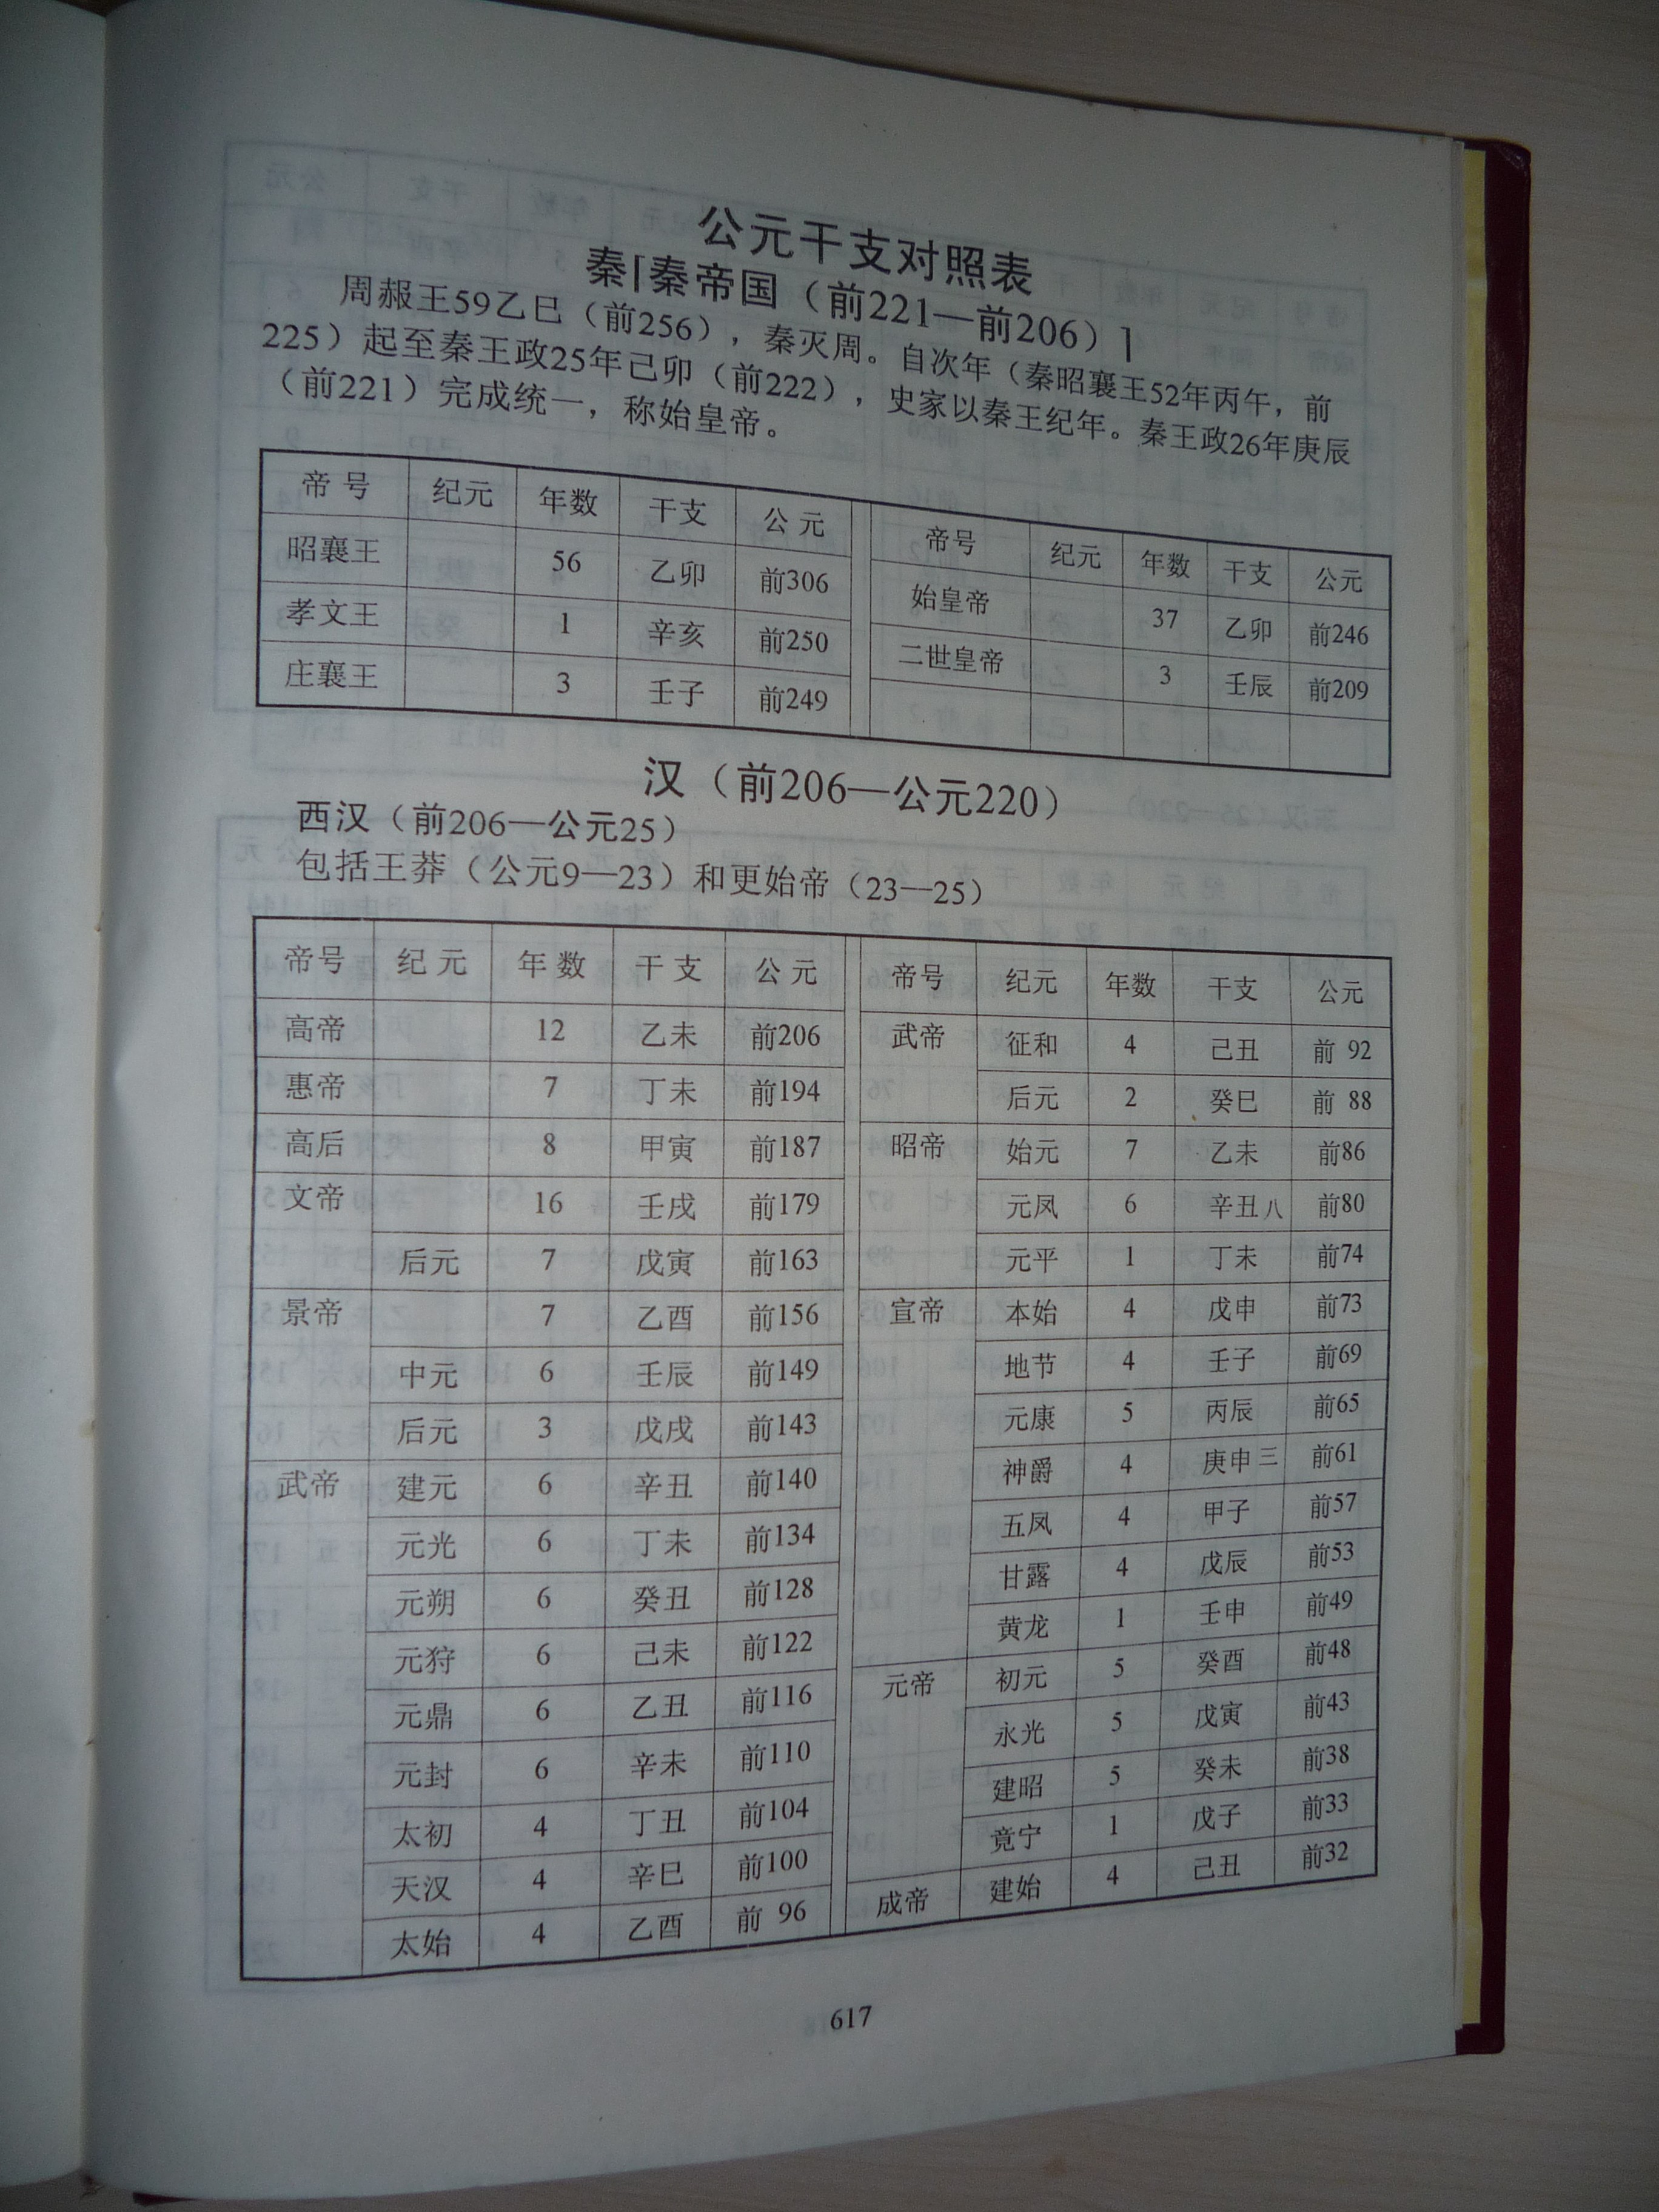 公元干支对照表
秦「秦帝国（前221—前206）」
周赧王59乙巳（前256），秦灭周。自次年（秦昭襄王52年丙午，前
225）起至秦王政25年己卯（前222），史家以秦王纪年。秦王政26年庚辰
（前221）完成统一，称始皇帝。
帝号 纪元 年数 干支 公元 帝号 纪元 年数 干支 公元
昭襄王 56 乙卯 前306 始皇帝 37 乙卯 前246
孝文王 1 辛亥 前250 二世皇帝 3 壬辰 前209
庄襄王 3 壬子 前249
汉（前206—公元220）
西汉（前206—公元25）
包括王莽（公元9—23）和更始帝（23—25）
帝号 纪元 年数 干支 公元 帝号 纪元 年数 干支 公元
高帝 12 乙未 前206 武帝 征和 4 己丑 前 92
惠帝 7 丁未 前194 后元 2 癸巳 前 88
高后 8 甲寅 前187 昭帝 始元 7 乙未 前86
文帝 16 壬戌 前179 元凤 6 辛丑八 前80
后元 7 戊寅 前163 元平 1 丁未 前74
景帝 7 乙酉 前156 宣帝 本始 4 戊申 前73
中元 6 壬辰 前149 地节 4 壬子 前69
后元 3 戊戌 前143 元康 5 丙辰 前65
武帝 建元 6 辛丑 前140 神爵 4 庚申三 前61
元光 6 丁未 前134 五凤 4 甲子 前57
元朔 6 癸丑 前128 甘露 4 戊辰 前53
元狩 6 己未 前122 黄龙 1 壬申 前49
元鼎 6 乙丑 前116 元帝 初元 5 癸酉 前48
元封 6 辛未 前110 永光 5 戊寅 前43
太初 4 丁丑 前104 建昭 5 癸未 前38
天汉 4 辛巳 前100 竟宁 1 戊子 前33
太始 4 乙酉 前 96 成帝 建始 4 己丑 前32
617